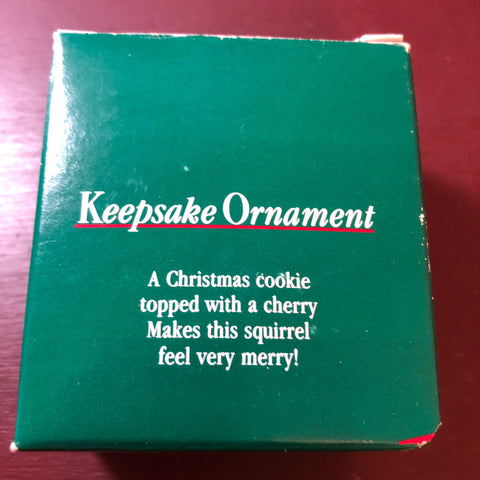 Keepsake Ornament
A Christmas cookie
topped with a cherry
Makes this squirrel
feel very merry!